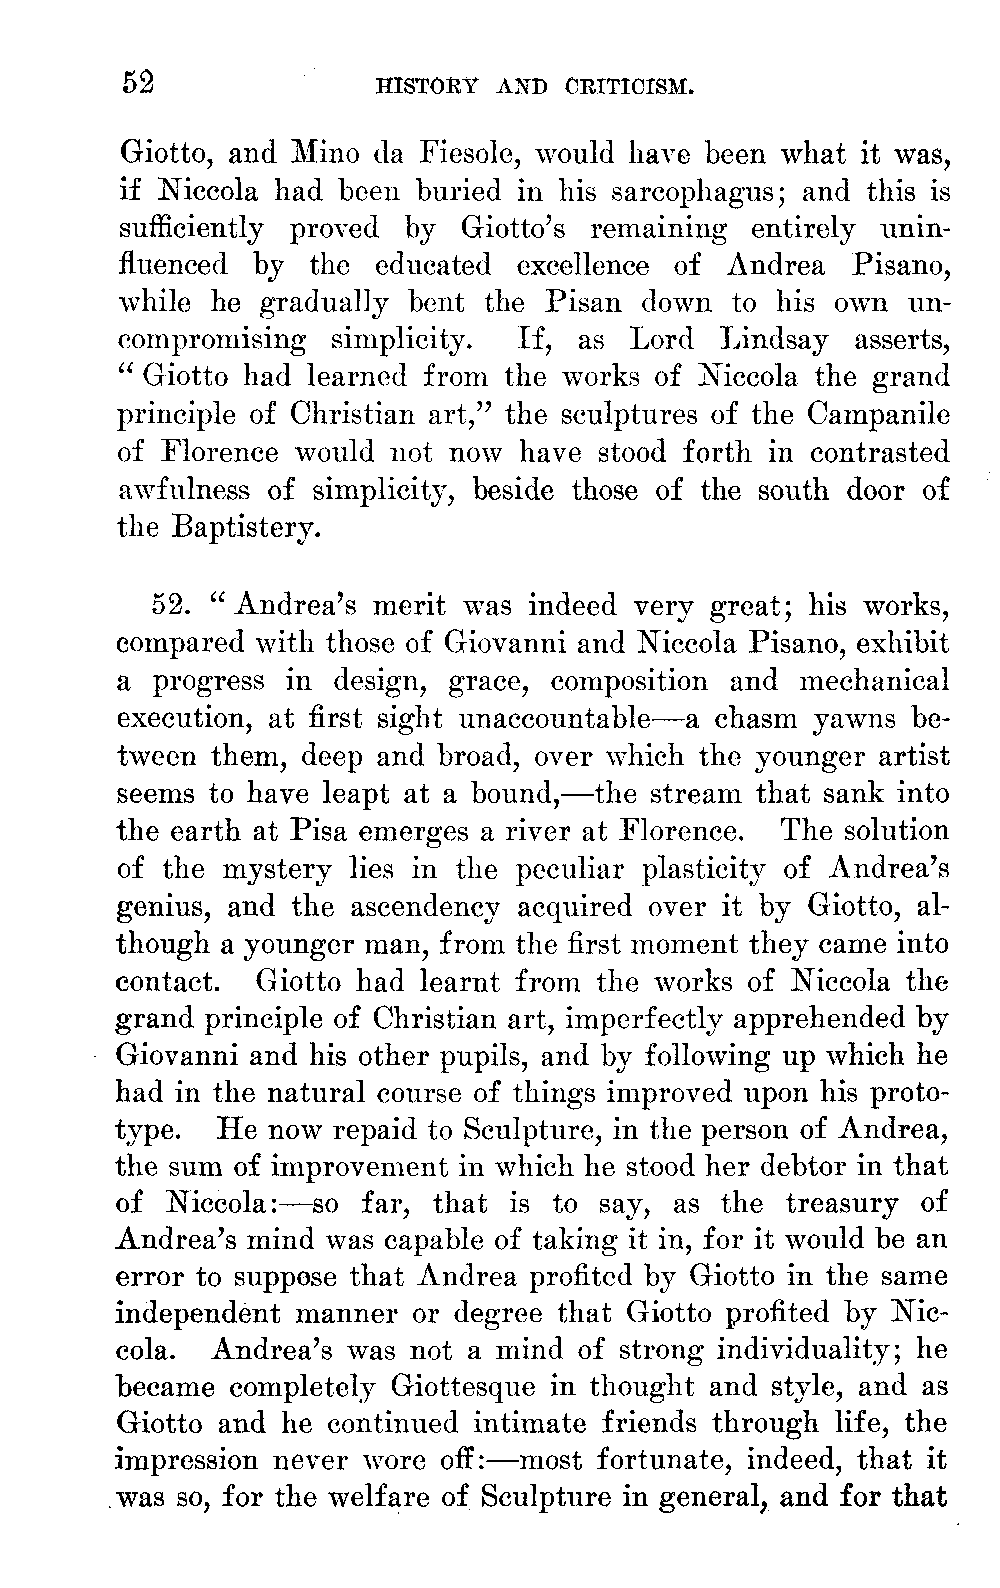 52 HISTORY AND CRITICISM.
Giotto, and Mino da Fiesole, would have been what it was,
if Niccola had been buried in his sarcophagus; and this is
sufficiently proved by Giotto's remaining entirely unin-
fluenced by the educated excellence of Andrea Pisano,
while he gradually bent the Pisan down to his own un-
compromising simplicity. If, as Lord Lindsay asserts,
“ Giotto had learned from the works of Niccola the grand
principle of Christian art,” the sculptures of the Campanile
of Florence would not now have stood forth in contrasted
awfulness of simplicity, beside those of the south door of
the Baptistery.
52. “ Andrea's merit was indeed very great; his works,
compared with those of Giovanni and Niccola Pisano, exhibit
a progress in design, grace, composition and mechanical
execution, at first sight unaccountable—a chasm yawns be-
tween them, deep and broad, over which the younger artist
seems to have leapt at a bound,—the stream that sank into
the earth at Pisa emerges a river at Florence. The solution
of the mystery lies in the peculiar plasticity of Andrea's
genius, and the ascendency acquired over it by Giotto, al-
though a younger man, from the first moment they came into
contact. Giotto had learnt from the works of Niccola the
grand principle of Christian art, imperfectly apprehended by
Giovanni and his other pupils, and by following up which he
had in the natural course of things improved upon his proto-
type. He now repaid to Sculpture, in the person of Andrea,
the sum of improvement in which he stood her debtor in that
of Niccola:—so far, that is to say, as the treasury of
Andrea's mind was capable of taking it in, for it would be an
error to suppose that Andrea profited by Giotto in the same
independent manner or degree that Giotto profited by Nic-
cola. Andrea's was not a mind of strong individuality; he
became completely Giottesque in thought and style, and as
Giotto and he continued intimate friends through life, the
impression never wore off:—most fortunate, indeed, that it
was so, for the welfare of Sculpture in general, and for that